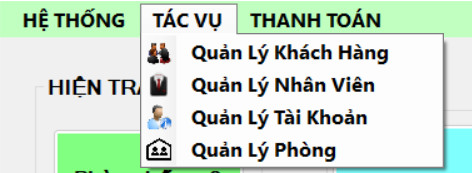 HỆ THỐNG TÁC VỤ THANH TOÁN
Quản Lý Khách Hàng
HIỆN TR
Quản Lý Nhân Viên
Quản Lý Tài Khoản
Quản Lý Phòng